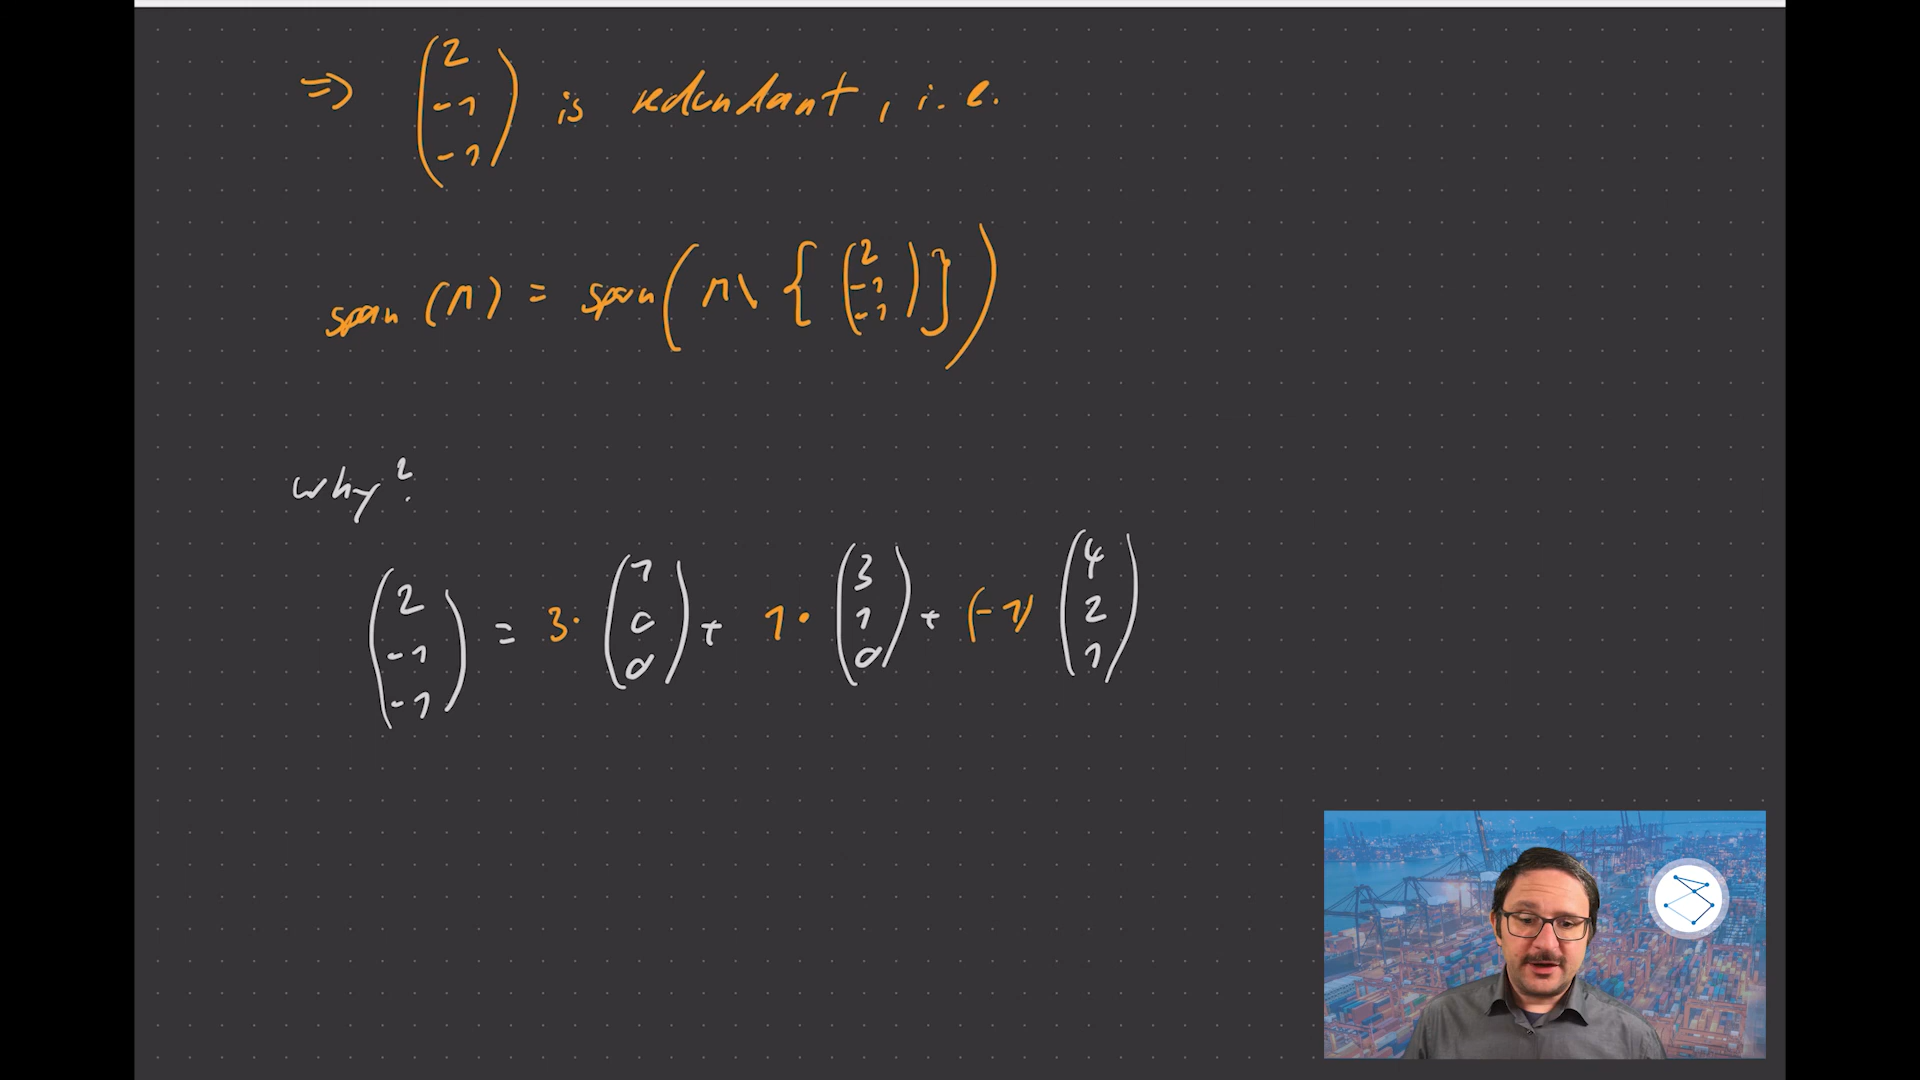 => (2 -1 -1) is redundant, i.e.
span (M) = span( M \ { (2 -1 -1) } )
why?
(2 -1 -1) = 3· (1 0 0) + 1· (3 1 0) + (-1) (4 2 1)